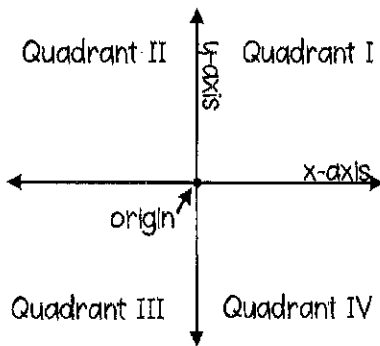 Quadrant II
Quadrant I
y-axis
x-axis
origin
Quadrant III
Quadrant IV